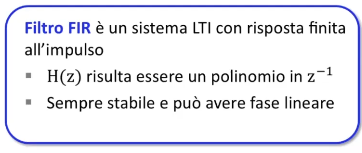 Filtro FIR è un sistema LTI con risposta finita
all'impulso
▪ H(z) risulta essere un polinomio in z⁻¹
▪ Sempre stabile e può avere fase lineare